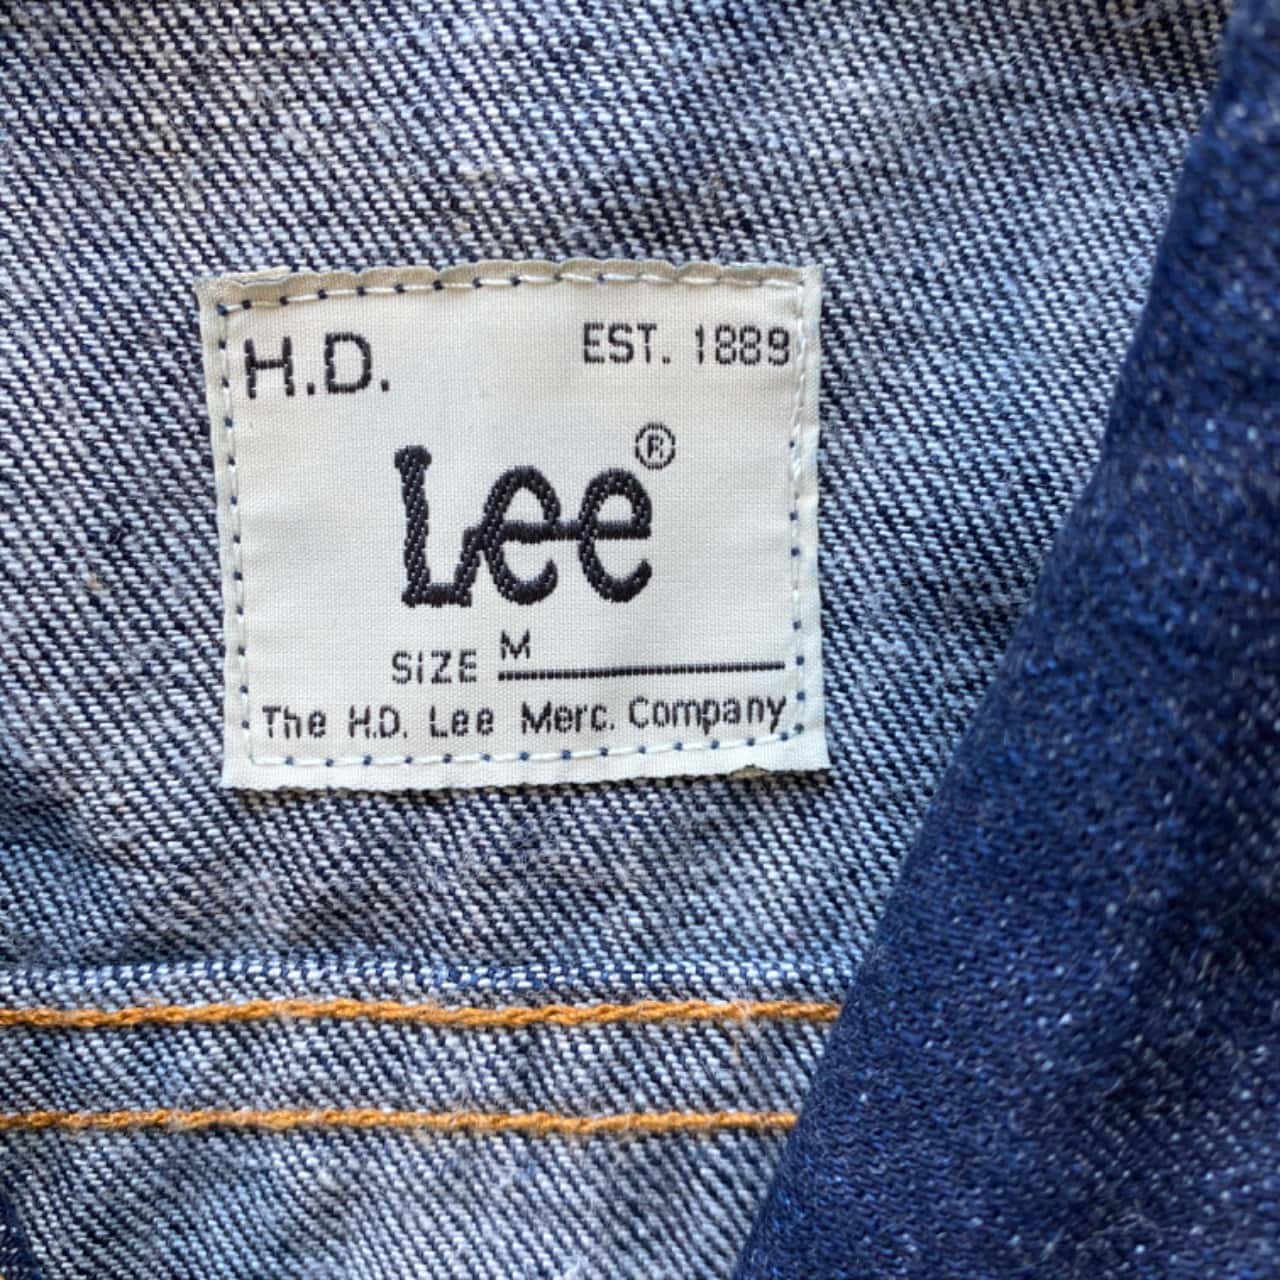 H.D. EST. 1889
Lee®
SIZE M
The H.D. Lee Merc. Company